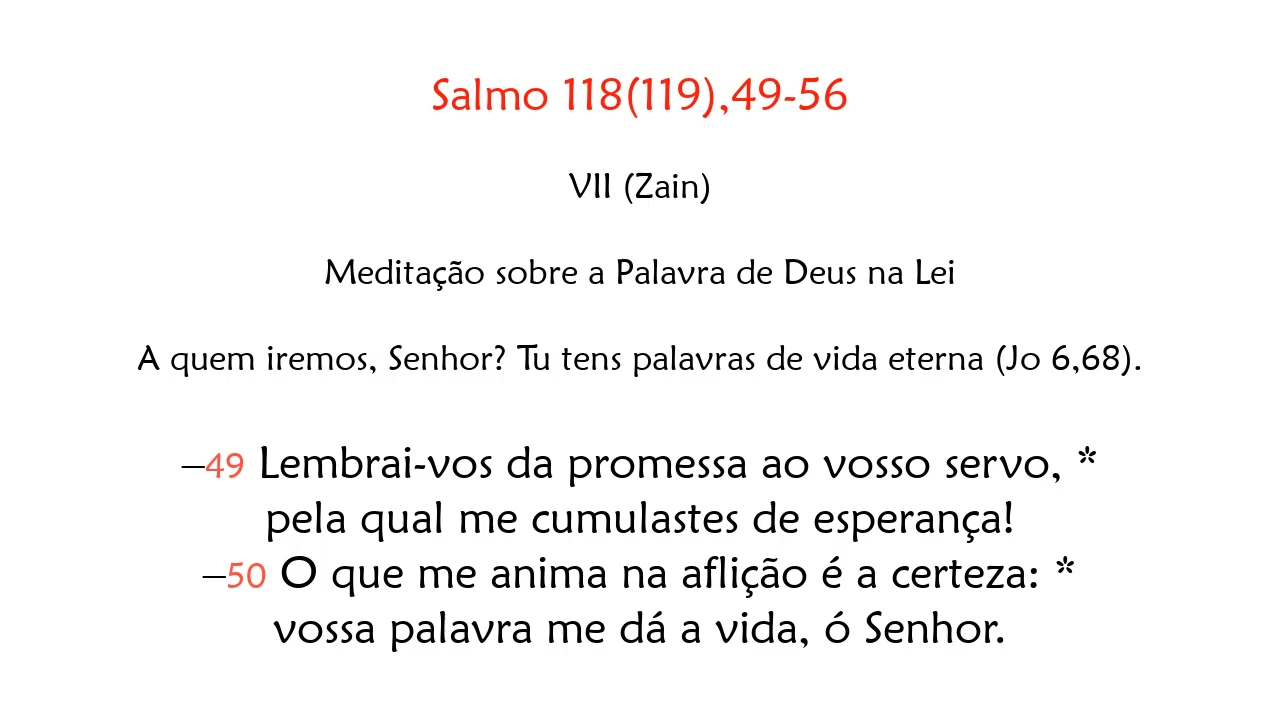 Salmo 118(119),49-56
VII (Zain)
Meditação sobre a Palavra de Deus na Lei
A quem iremos, Senhor? Tu tens palavras de vida eterna (Jo 6,68).
–49 Lembrai-vos da promessa ao vosso servo, *
pela qual me cumulastes de esperança!
–50 O que me anima na aflição é a certeza: *
vossa palavra me dá a vida, ó Senhor.